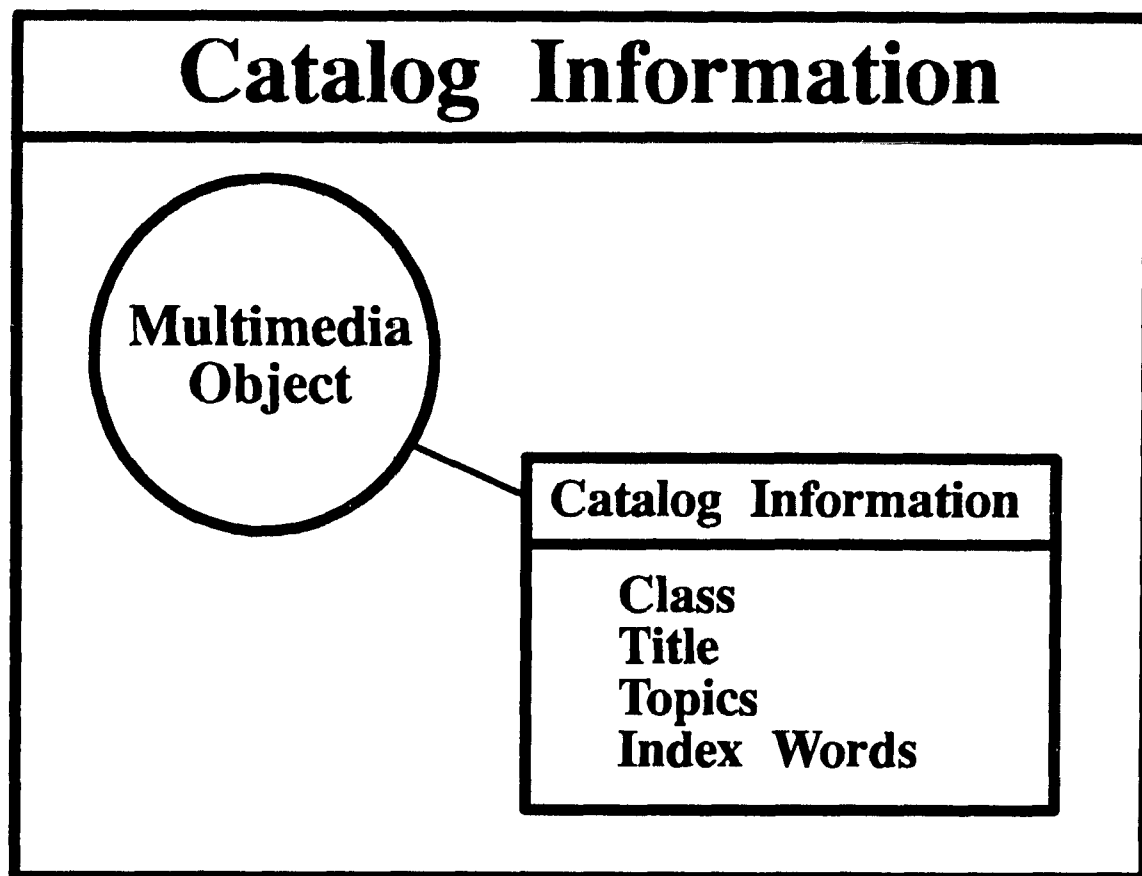 Catalog Information
Multimedia
Object
Catalog Information
Class
Title
Topics
Index Words